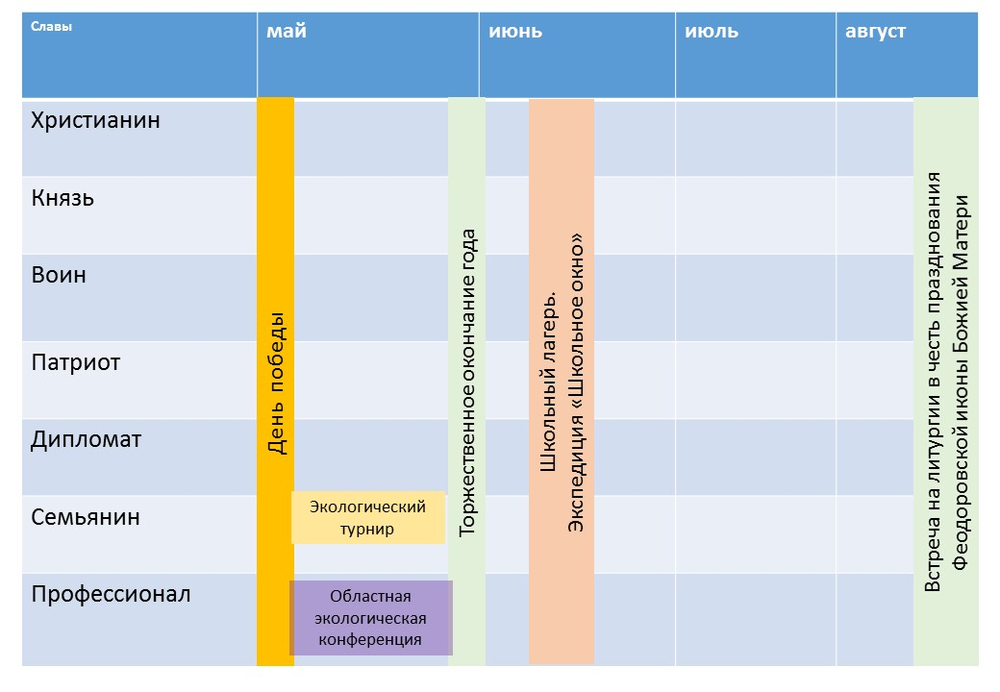 Славы
май
июнь
июль
август
Христианин
Князь
Воин
Патриот
Дипломат
Семьянин
Профессионал
День победы
Экологический
турнир
Областная
экологическая
конференция
Торжественное окончание года
Школьный лагерь.
Экспедиция «Школьное окно»
Встреча на литургии в честь празднования
Феодоровской иконы Божией Матери